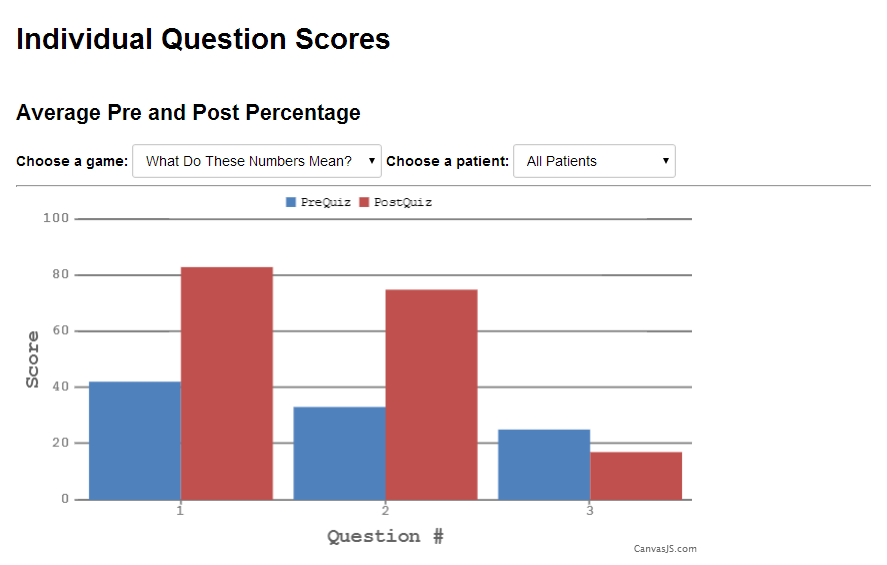 Individual Question Scores
Average Pre and Post Percentage
Choose a game: What Do These Numbers Mean? Choose a patient: All Patients
PreQuiz PostQuiz
100
80
60
40
20
0
Score
1 2 3
Question #
CanvasJS.com